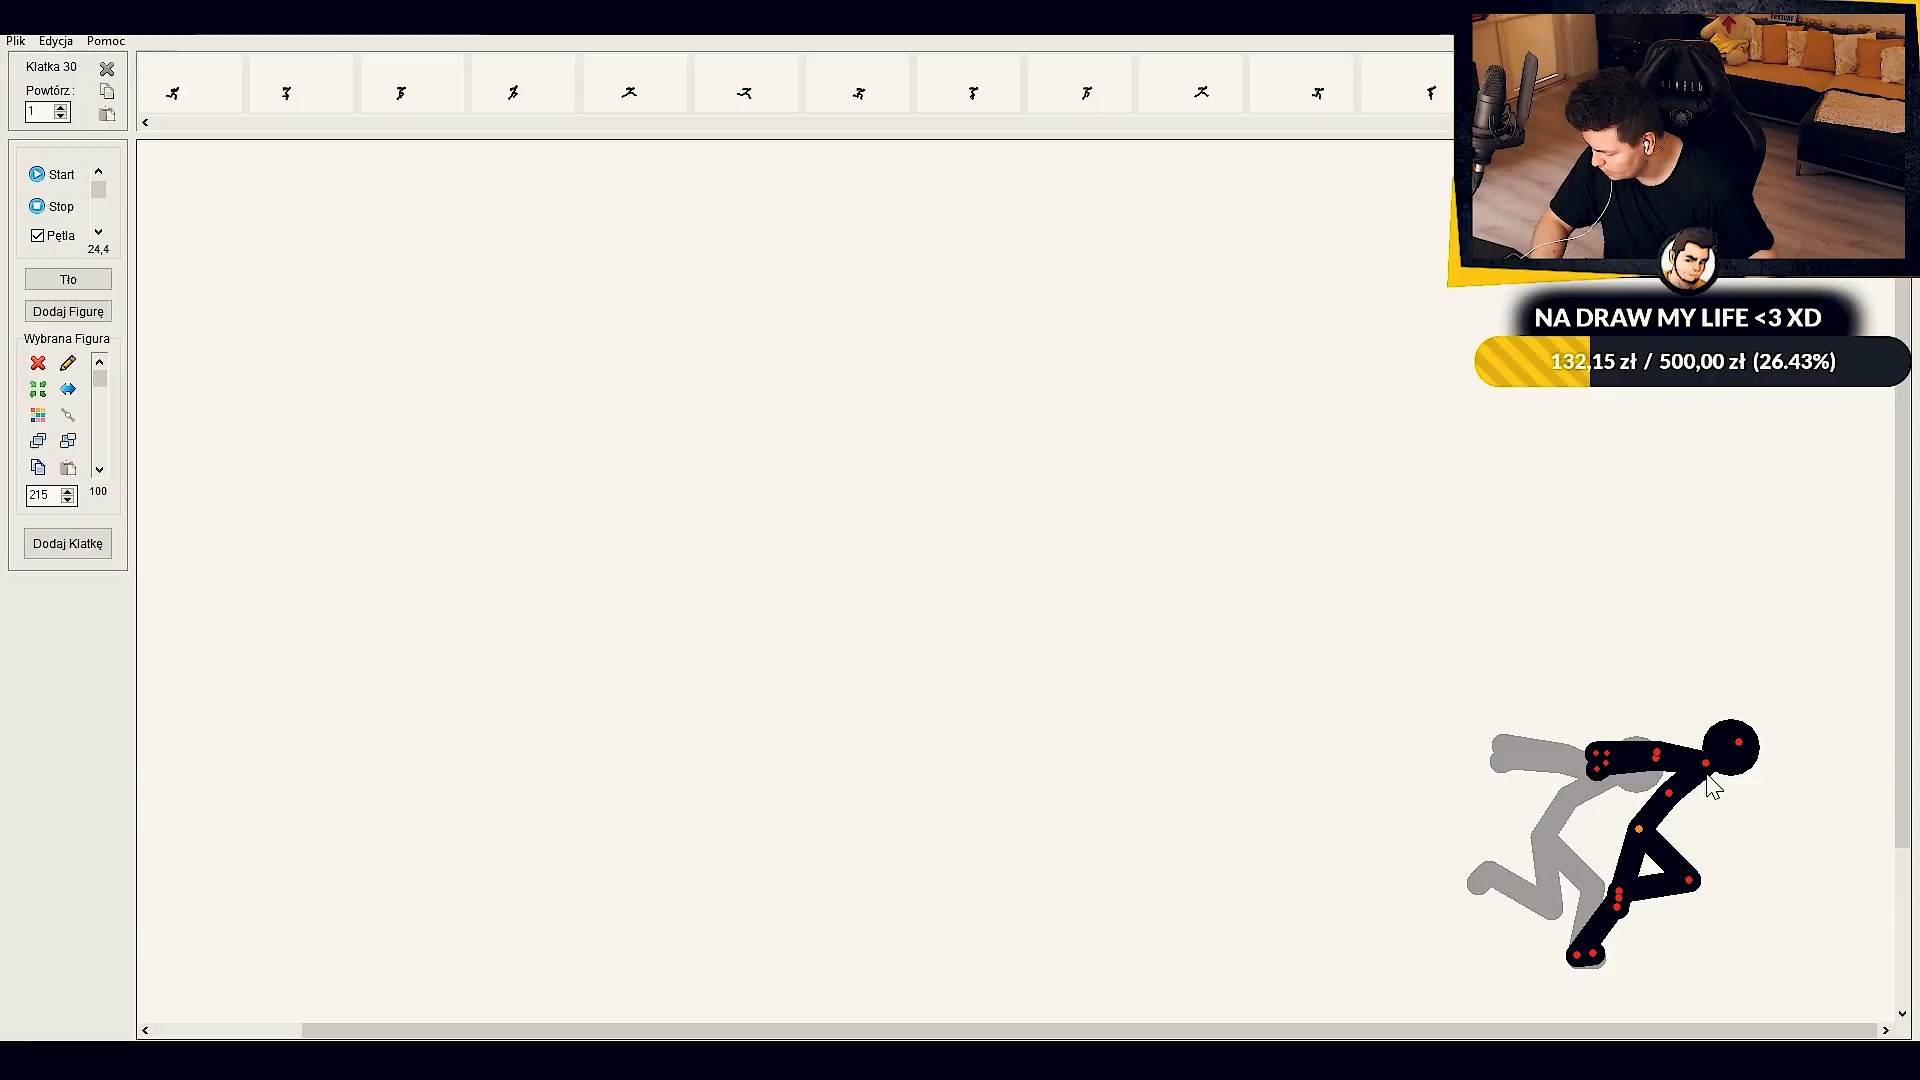 Plik Edycja Pomoc
Klatka 30
Powtórz :
1
Start
Stop
Pętla
24,4
Tło
Dodaj Figurę
Wybrana Figura
215
100
Dodaj Klatkę
NA DRAW MY LIFE <3 XD
132,15 zł / 500,00 zł (26.43%)